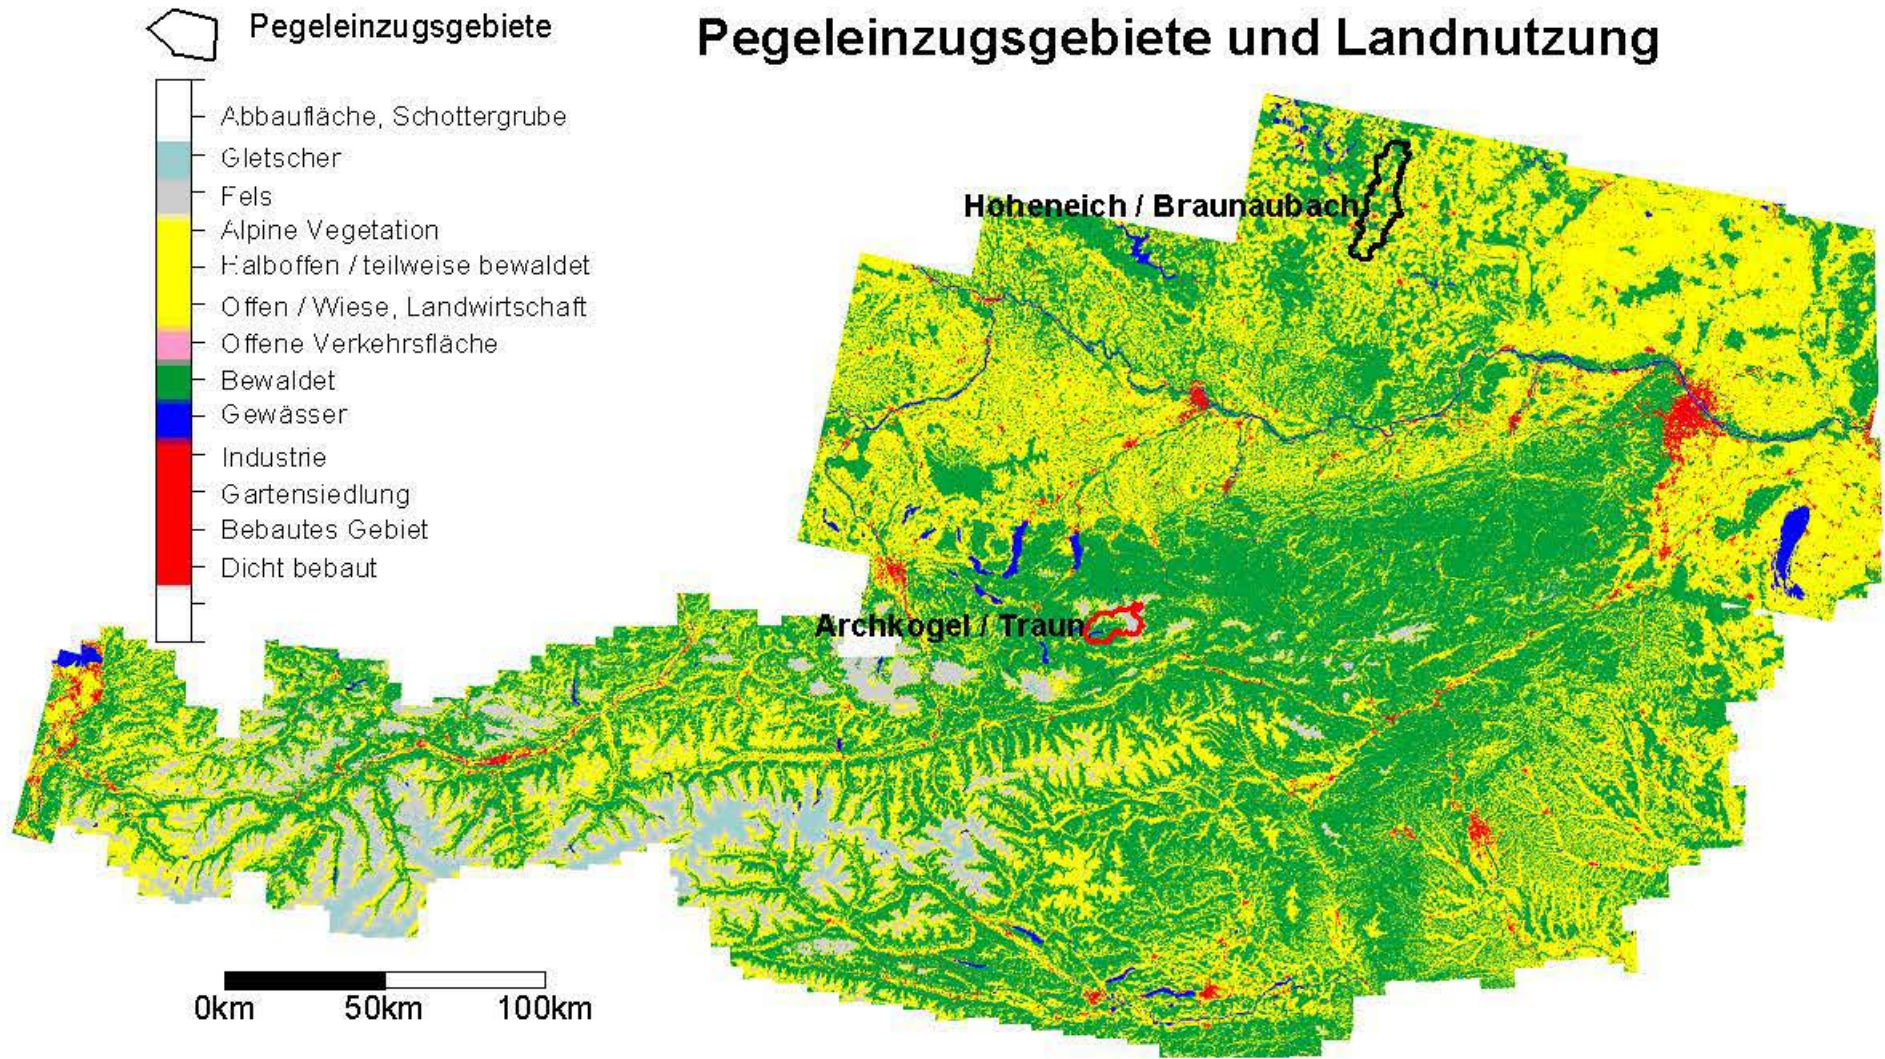 Pegeleinzugsgebiete
Pegeleinzugsgebiete und Landnutzung
Abbaufläche, Schottergrube
Gletscher
Fels
Alpine Vegetation
Halboffen / teilweise bewaldet
Offen / Wiese, Landwirtschaft
Offene Verkehrsfläche
Bewaldet
Gewässer
Industrie
Gartensiedlung
Bebautes Gebiet
Dicht bebaut
Hoheneich / Braunaubach
Archkogel / Traun
0km 50km 100km